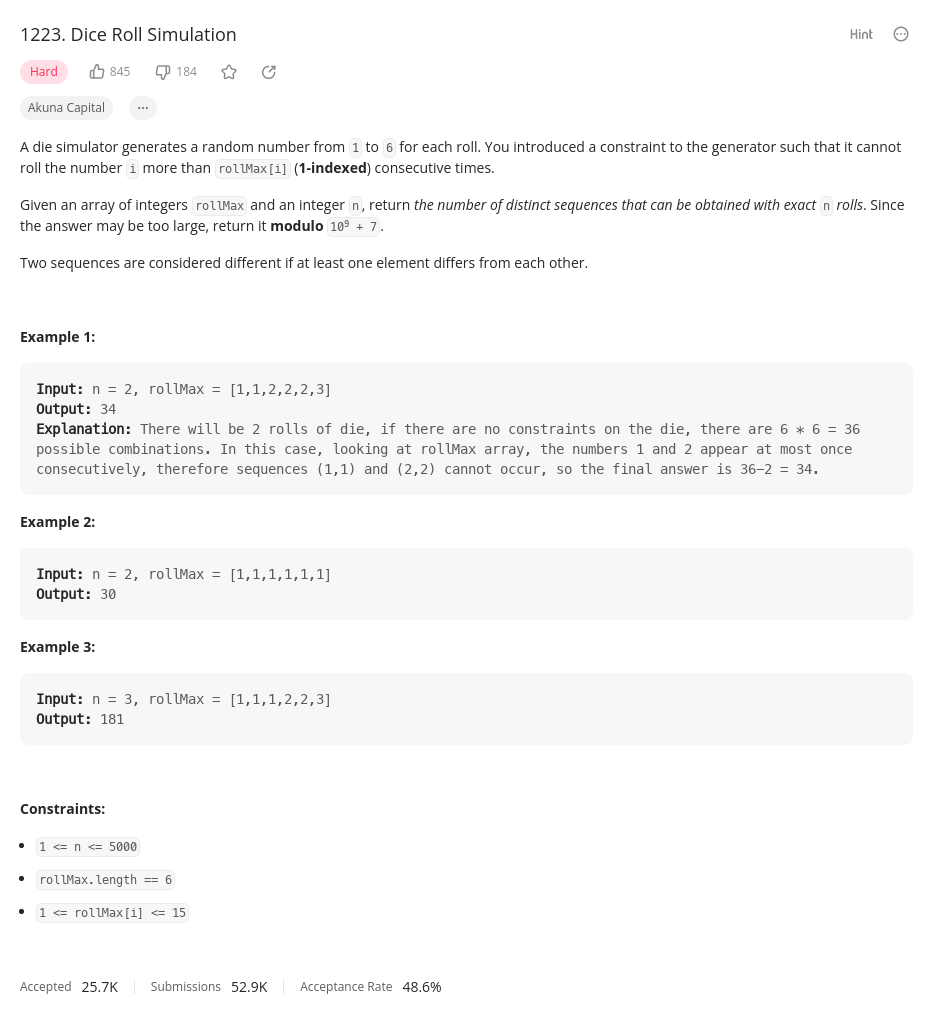 1223. Dice Roll Simulation
Hint
Hard
845
184
Akuna Capital
...
A die simulator generates a random number from 1 to 6 for each roll. You introduced a constraint to the generator such that it cannot
roll the number i more than rollMax[i] (1-indexed) consecutive times.
Given an array of integers rollMax and an integer n, return the number of distinct sequences that can be obtained with exact n rolls. Since
the answer may be too large, return it modulo 10⁹ + 7.
Two sequences are considered different if at least one element differs from each other.
Example 1:
Input: n = 2, rollMax = [1,1,2,2,2,3]
Output: 34
Explanation: There will be 2 rolls of die, if there are no constraints on the die, there are 6 * 6 = 36
possible combinations. In this case, looking at rollMax array, the numbers 1 and 2 appear at most once
consecutively, therefore sequences (1,1) and (2,2) cannot occur, so the final answer is 36-2 = 34.
Example 2:
Input: n = 2, rollMax = [1,1,1,1,1,1]
Output: 30
Example 3:
Input: n = 3, rollMax = [1,1,1,2,2,3]
Output: 181
Constraints:
• 1 <= n <= 5000
• rollMax.length == 6
• 1 <= rollMax[i] <= 15
Accepted 25.7K Submissions 52.9K Acceptance Rate 48.6%